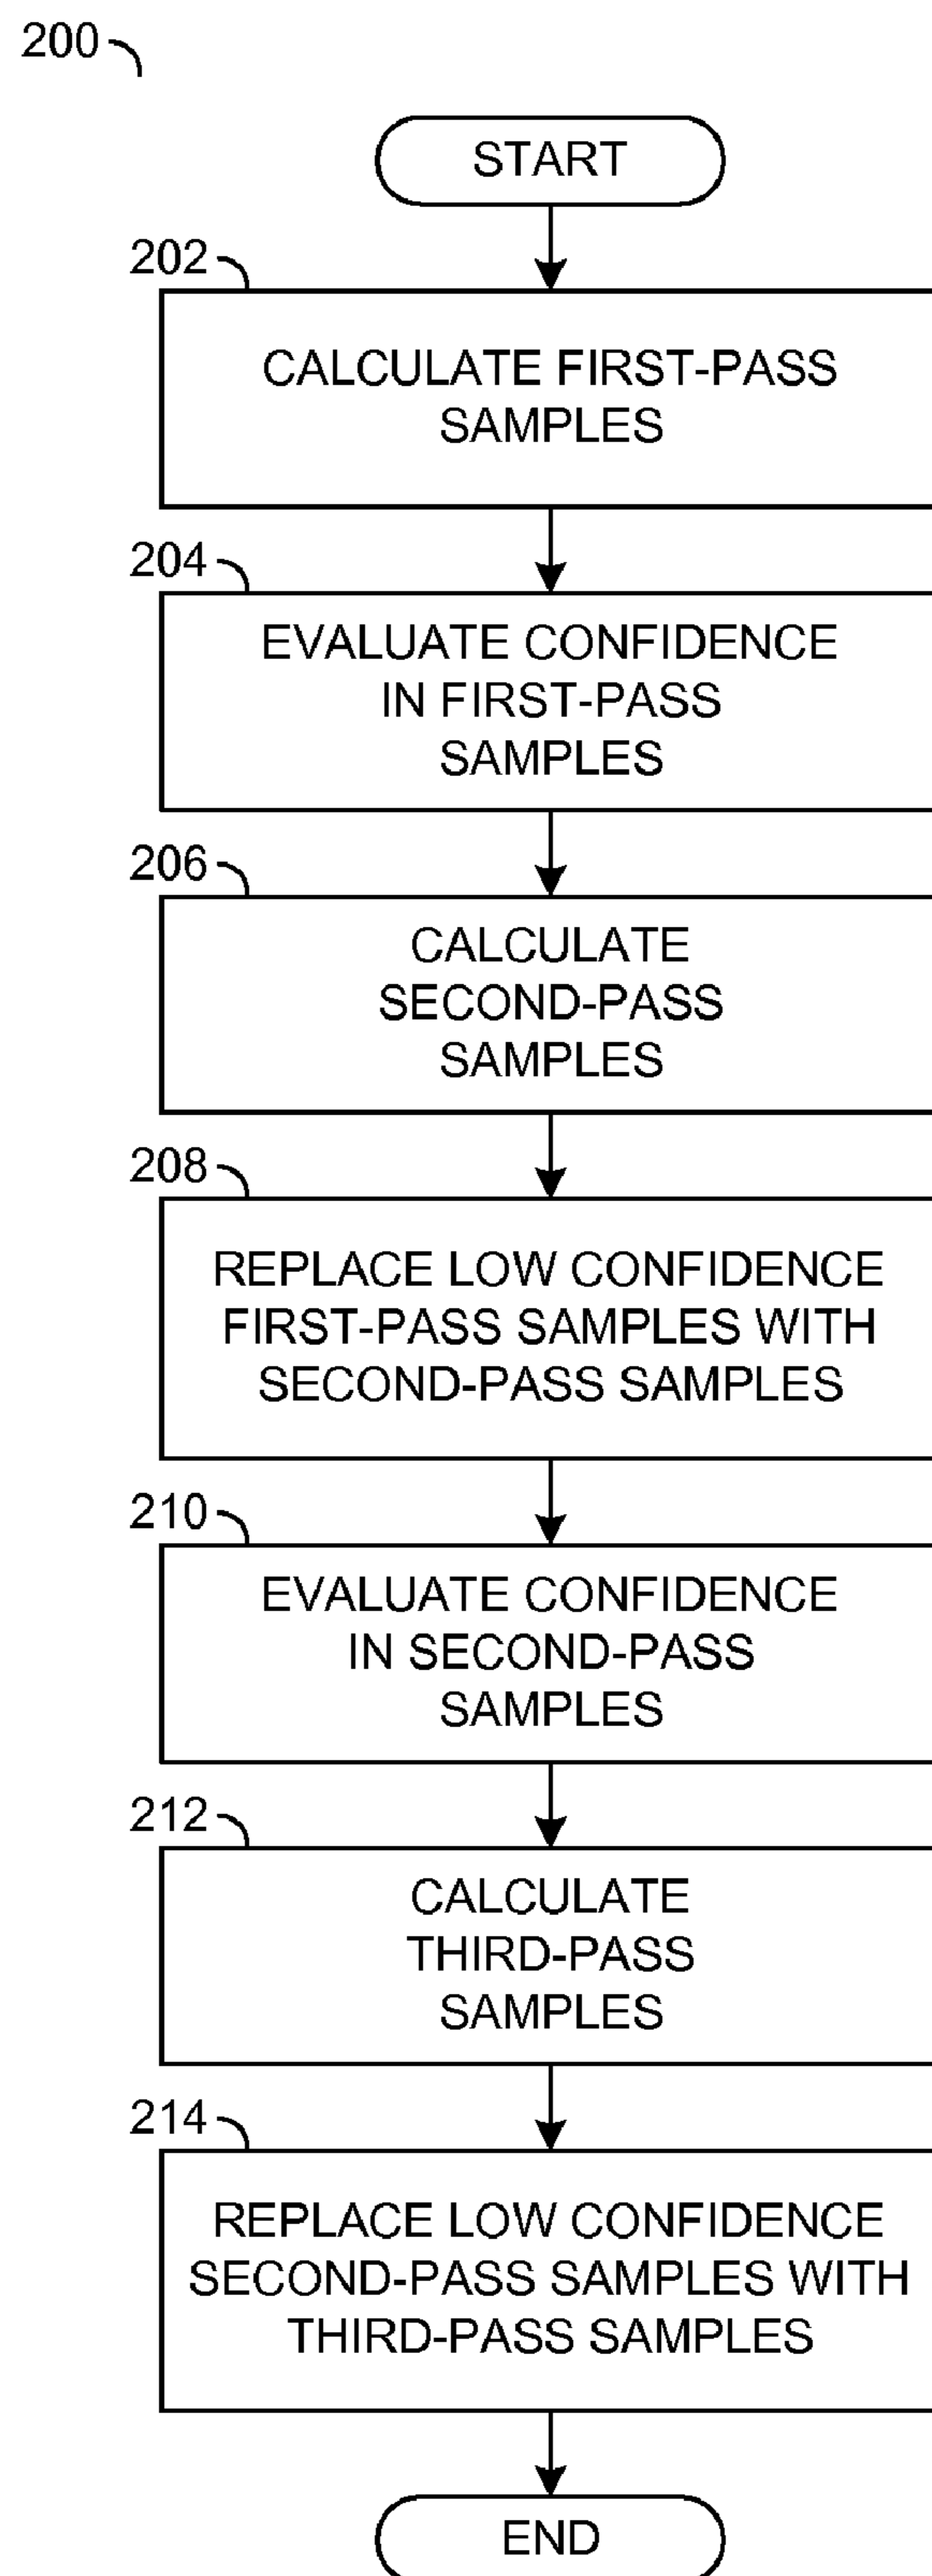 200
START
202
CALCULATE FIRST-PASS
SAMPLES
204
EVALUATE CONFIDENCE
IN FIRST-PASS
SAMPLES
206
CALCULATE
SECOND-PASS
SAMPLES
208
REPLACE LOW CONFIDENCE
FIRST-PASS SAMPLES WITH
SECOND-PASS SAMPLES
210
EVALUATE CONFIDENCE
IN SECOND-PASS
SAMPLES
212
CALCULATE
THIRD-PASS
SAMPLES
214
REPLACE LOW CONFIDENCE
SECOND-PASS SAMPLES WITH
THIRD-PASS SAMPLES
END